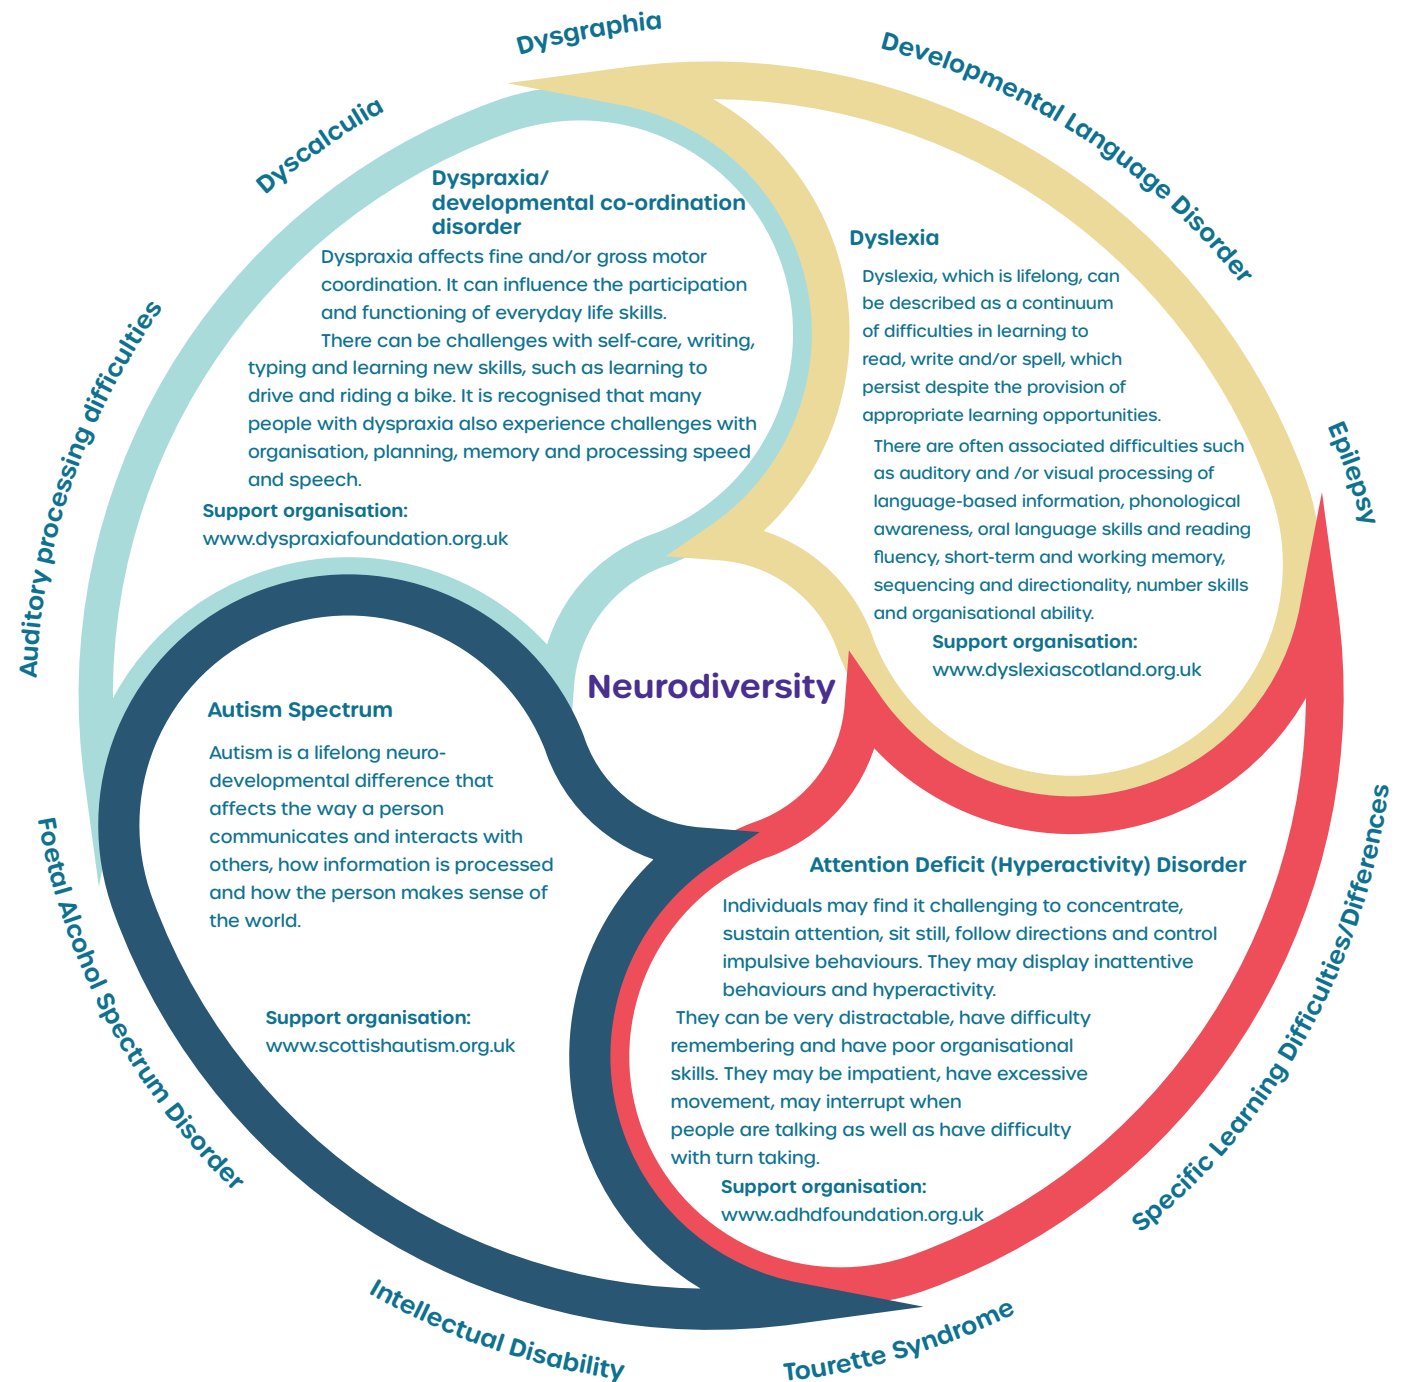 Dysgraphia
Developmental Language Disorder
Dyscalculia
Auditory processing difficulties
Epilepsy
Dyspraxia/
developmental co-ordination
disorder
Dyspraxia affects fine and/or gross motor
coordination. It can influence the participation
and functioning of everyday life skills.
There can be challenges with self-care, writing,
typing and learning new skills, such as learning to
drive and riding a bike. It is recognised that many
people with dyspraxia also experience challenges with
organisation, planning, memory and processing speed
and speech.
Support organisation:
www.dyspraxiafoundation.org.uk
Dyslexia
Dyslexia, which is lifelong, can
be described as a continuum
of difficulties in learning to
read, write and/or spell, which
persist despite the provision of
appropriate learning opportunities.
There are often associated difficulties such
as auditory and /or visual processing of
language-based information, phonological
awareness, oral language skills and reading
fluency, short-term and working memory,
sequencing and directionality, number skills
and organisational ability.
Support organisation:
www.dyslexiascotland.org.uk
Neurodiversity
Autism Spectrum
Autism is a lifelong neuro-
developmental difference that
affects the way a person
communicates and interacts with
others, how information is processed
and how the person makes sense of
the world.
Support organisation:
www.scottishautism.org.uk
Attention Deficit (Hyperactivity) Disorder
Individuals may find it challenging to concentrate,
sustain attention, sit still, follow directions and control
impulsive behaviours. They may display inattentive
behaviours and hyperactivity.
They can be very distractable, have difficulty
remembering and have poor organisational
skills. They may be impatient, have excessive
movement, may interrupt when
people are talking as well as have difficulty
with turn taking.
Support organisation:
www.adhdfoundation.org.uk
Foetal Alcohol Spectrum Disorder
Specific Learning Difficulties/Differences
Intellectual Disability
Tourette Syndrome